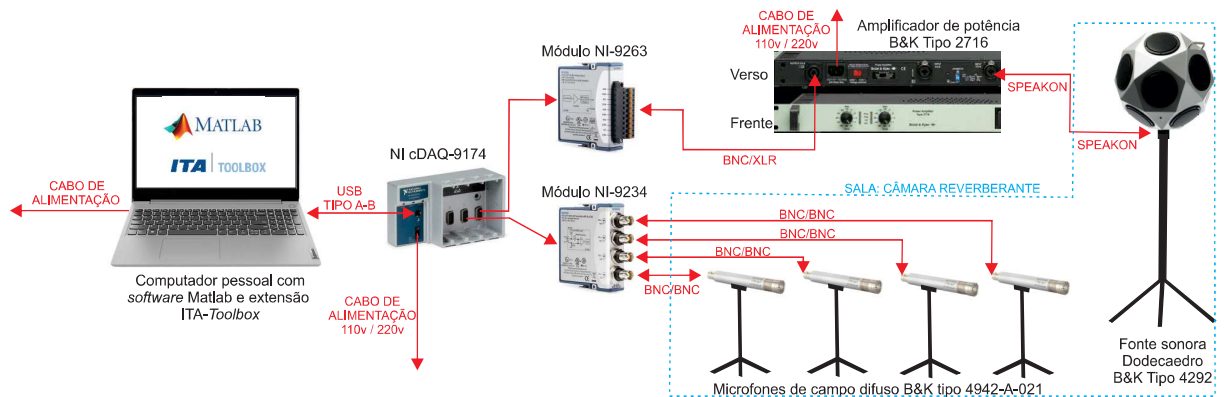 CABO DE
ALIMENTAÇÃO
110v / 220v
Amplificador de potência
B&K Tipo 2716
Módulo NI-9263
Verso
Frente
SPEAKON
SPEAKON
BNC/XLR
MATLAB
ITA TOOLBOX
NI cDAQ-9174
CABO DE
ALIMENTAÇÃO
USB
TIPO A-B
Módulo NI-9234
SALA: CÂMARA REVERBERANTE
BNC/BNC
BNC/BNC
BNC/BNC
BNC/BNC
Computador pessoal com
software Matlab e extensão
ITA-Toolbox
CABO DE
ALIMENTAÇÃO
110v / 220v
Microfones de campo difuso B&K tipo 4942-A-021
Fonte sonora
Dodecaedro
B&K Tipo 4292